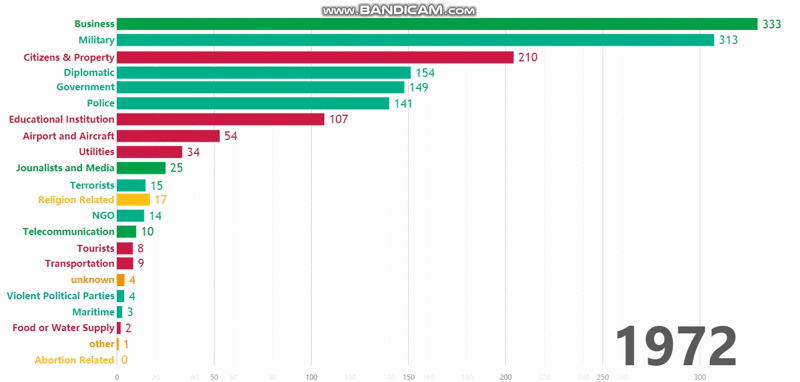 www.BANDICAM.com
Business 333
Military 313
Citizens & Property 210
Diplomatic 154
Government 149
Police 141
Educational Institution 107
Airport and Aircraft 54
Utilities 34
Jounalists and Media 25
Terrorists 15
Religion Related 17
NGO 14
Telecommunication 10
Tourists 8
Transportation 9
unknown 4
Violent Political Parties 4
Maritime 3
Food or Water Supply 2
other 1
Abortion Related 0
1972
0 50 100 150 200 250 300